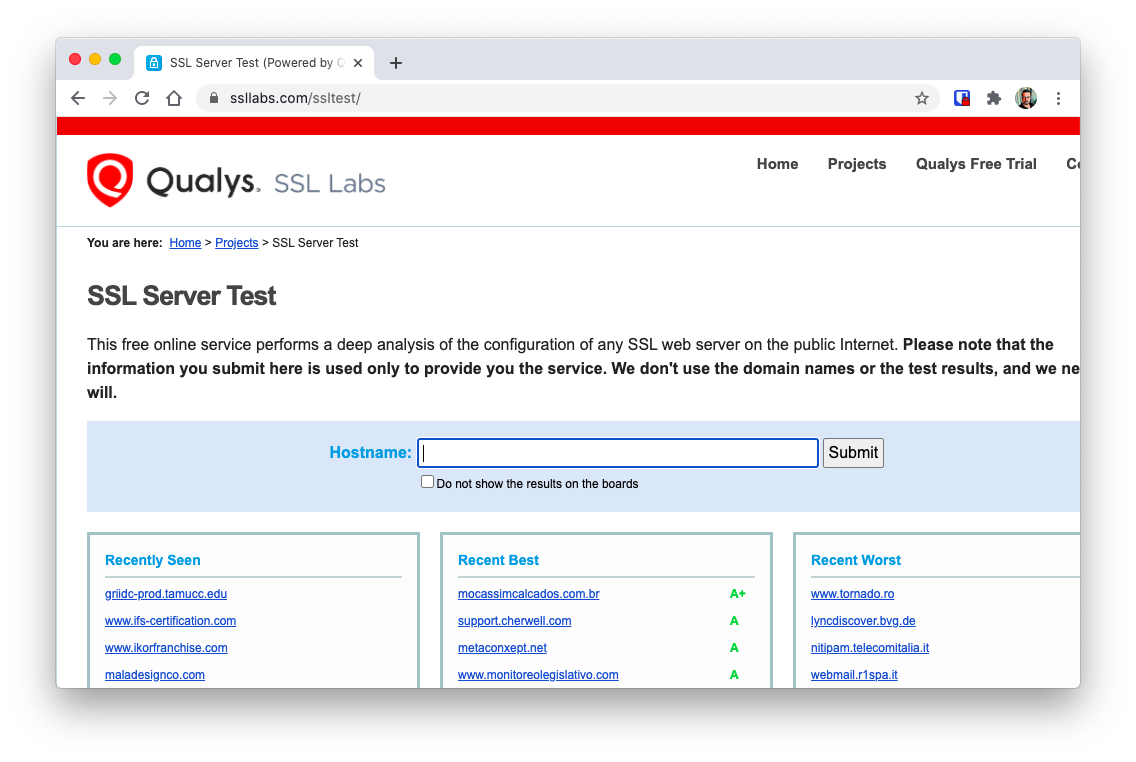 SSL Server Test (Powered by
ssllabs.com/ssltest/
Qualys. SSL Labs
Home Projects Qualys Free Trial
You are here: Home > Projects > SSL Server Test
SSL Server Test
This free online service performs a deep analysis of the configuration of any SSL web server on the public Internet. Please note that the
information you submit here is used only to provide you the service. We don't use the domain names or the test results, and we ne
will.
Hostname: Submit
Do not show the results on the boards
Recently Seen
griidc-prod.tamucc.edu
www.ifs-certification.com
www.ikorfranchise.com
maladesignco.com
Recent Best
mocassimcalcados.com.br A+
support.cherwell.com A
metaconxept.net A
www.monitoreolegislativo.com A
Recent Worst
www.tornado.ro
lyncdiscover.bvg.de
nitipam.telecomitalia.it
webmail.r1spa.it